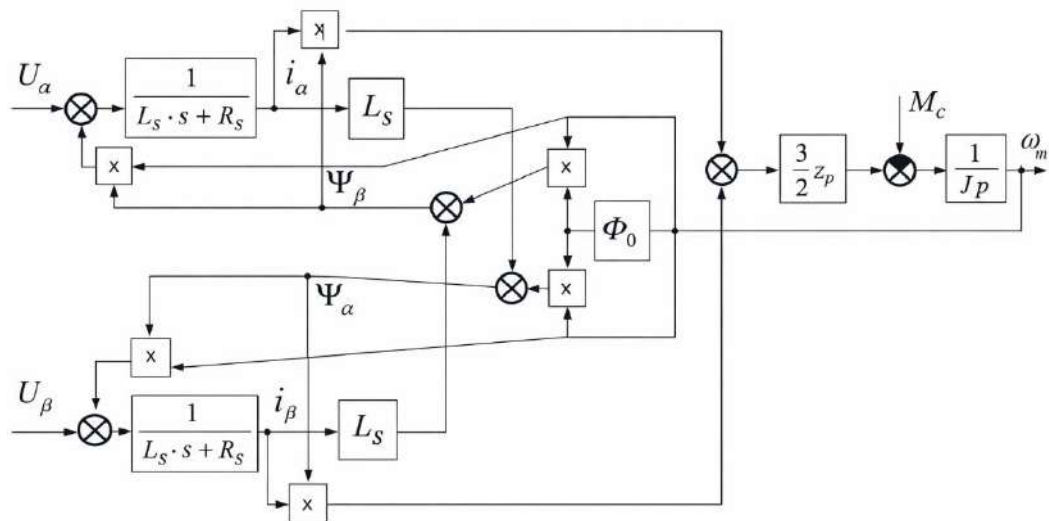 x
U_α
1
L_s · s + R_s
i_α
L_s
M_c
x
Ψ_β
x
3
2
z_p
1
Jp
ω_m
Φ_0
x
Ψ_α
x
U_β
1
L_s · s + R_s
i_β
L_s
x